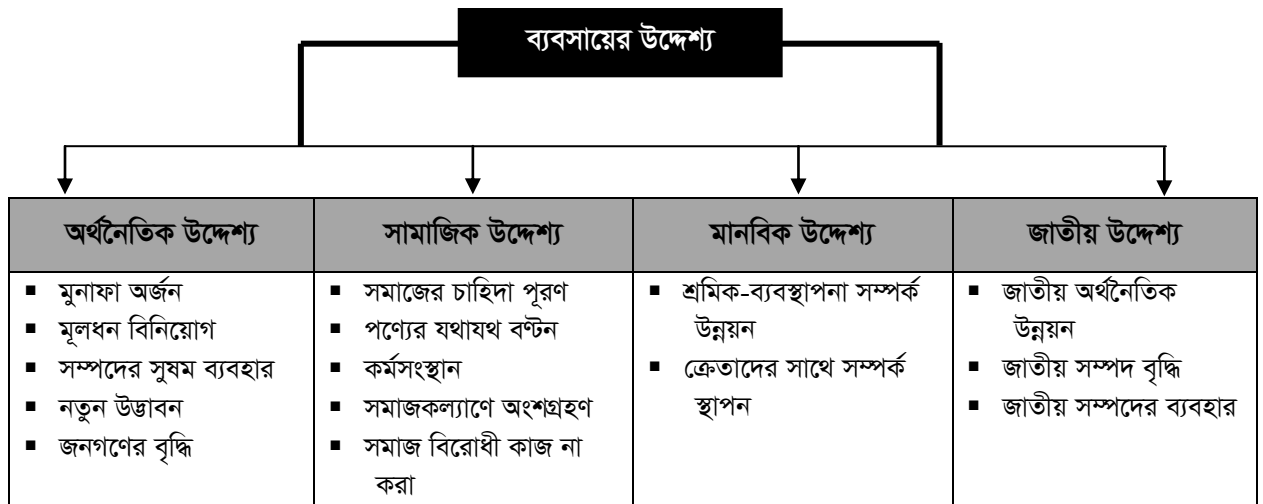 ব্যবসায়ের উদ্দেশ্য
অর্থনৈতিক উদ্দেশ্য
▪ মুনাফা অর্জন
▪ মূলধন বিনিয়োগ
▪ সম্পদের সুষম ব্যবহার
▪ নতুন উদ্ভাবন
▪ জনগণের বৃদ্ধি
সামাজিক উদ্দেশ্য
▪ সমাজের চাহিদা পূরণ
▪ পণ্যের যথাযথ বণ্টন
▪ কর্মসংস্থান
▪ সমাজকল্যাণে অংশগ্রহণ
▪ সমাজ বিরোধী কাজ না
করা
মানবিক উদ্দেশ্য
▪ শ্রমিক-ব্যবস্থাপনা সম্পর্ক
উন্নয়ন
▪ ক্রেতাদের সাথে সম্পর্ক
স্থাপন
জাতীয় উদ্দেশ্য
▪ জাতীয় অর্থনৈতিক
উন্নয়ন
▪ জাতীয় সম্পদ বৃদ্ধি
▪ জাতীয় সম্পদের ব্যবহার